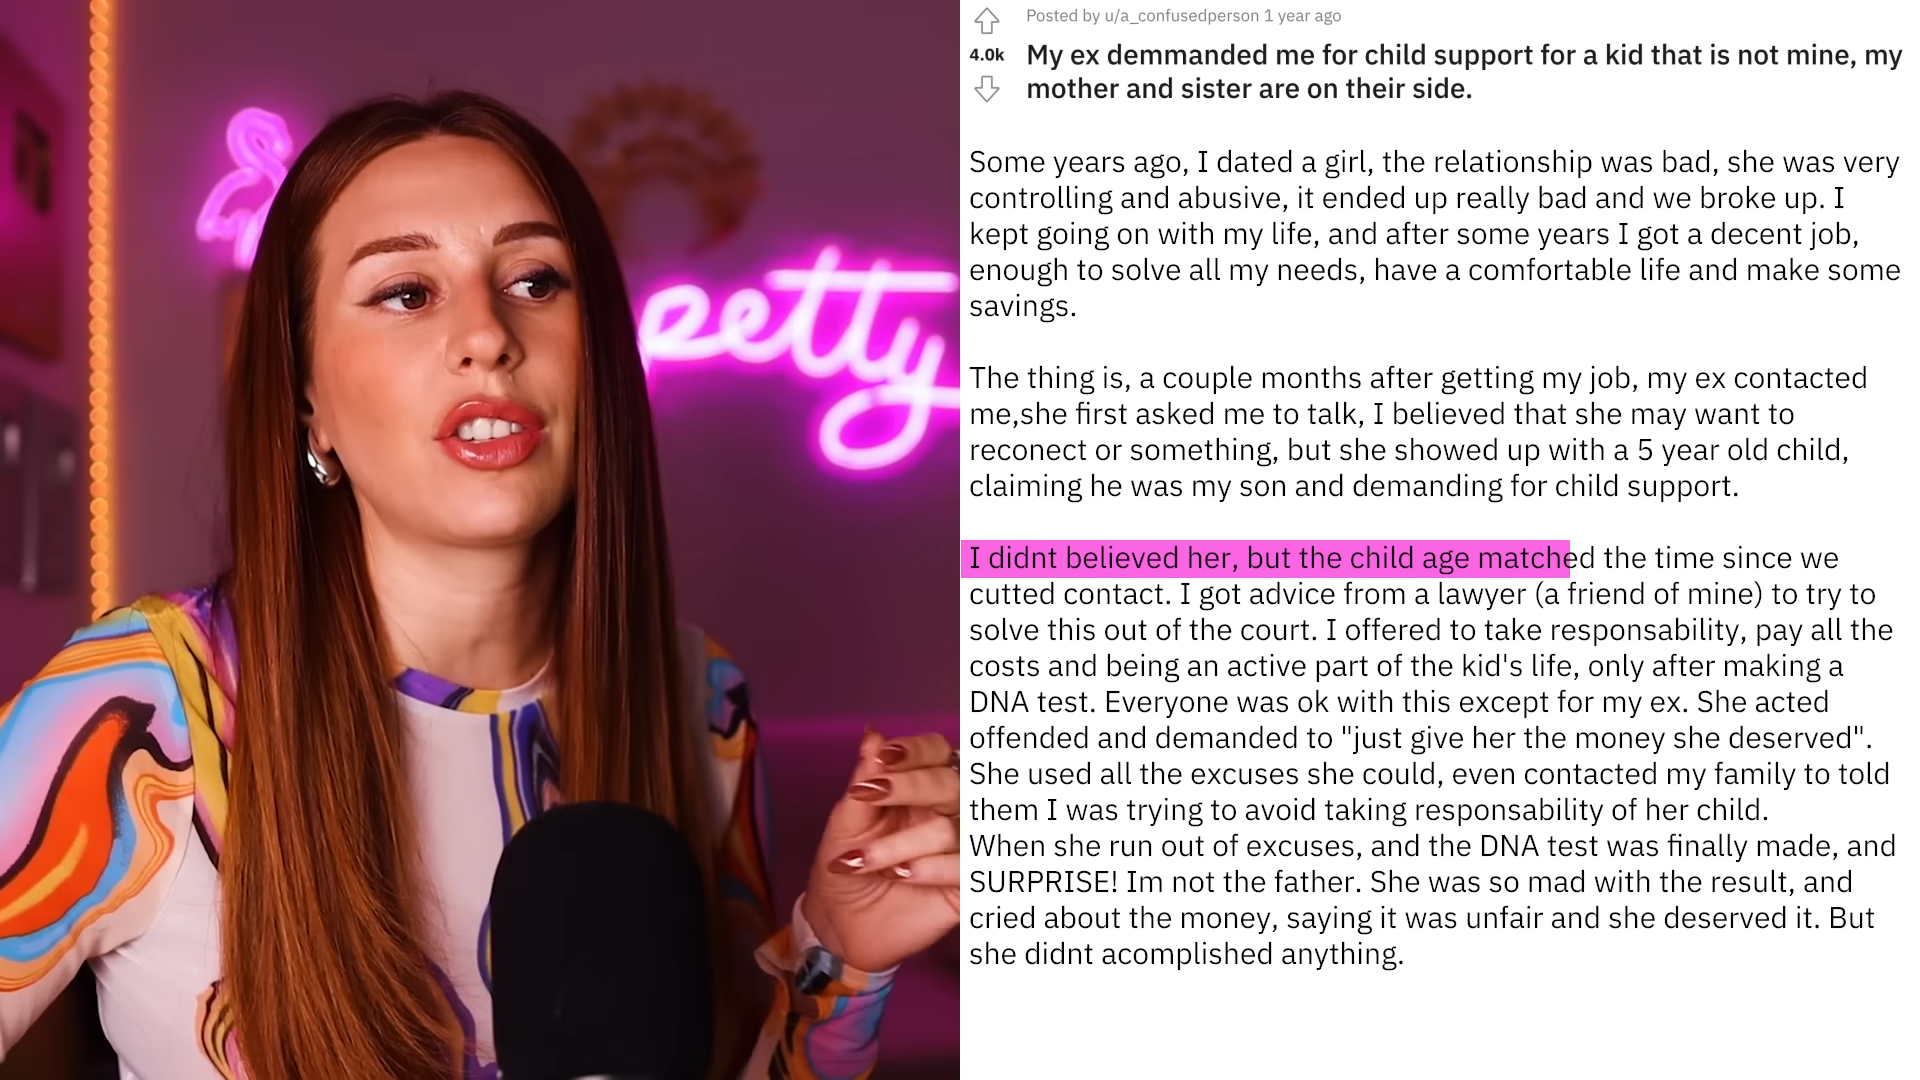 petty
Posted by u/a_confusedperson 1 year ago
4.0k
My ex demmanded me for child support for a kid that is not mine, my
mother and sister are on their side.
Some years ago, I dated a girl, the relationship was bad, she was very
controlling and abusive, it ended up really bad and we broke up. I
kept going on with my life, and after some years I got a decent job,
enough to solve all my needs, have a comfortable life and make some
savings.
The thing is, a couple months after getting my job, my ex contacted
me,she first asked me to talk, I believed that she may want to
reconect or something, but she showed up with a 5 year old child,
claiming he was my son and demanding for child support.
I didnt believed her, but the child age matched the time since we
cutted contact. I got advice from a lawyer (a friend of mine) to try to
solve this out of the court. I offered to take responsability, pay all the
costs and being an active part of the kid's life, only after making a
DNA test. Everyone was ok with this except for my ex. She acted
offended and demanded to "just give her the money she deserved".
She used all the excuses she could, even contacted my family to told
them I was trying to avoid taking responsability of her child.
When she run out of excuses, and the DNA test was finally made, and
SURPRISE! Im not the father. She was so mad with the result, and
cried about the money, saying it was unfair and she deserved it. But
she didnt acomplished anything.